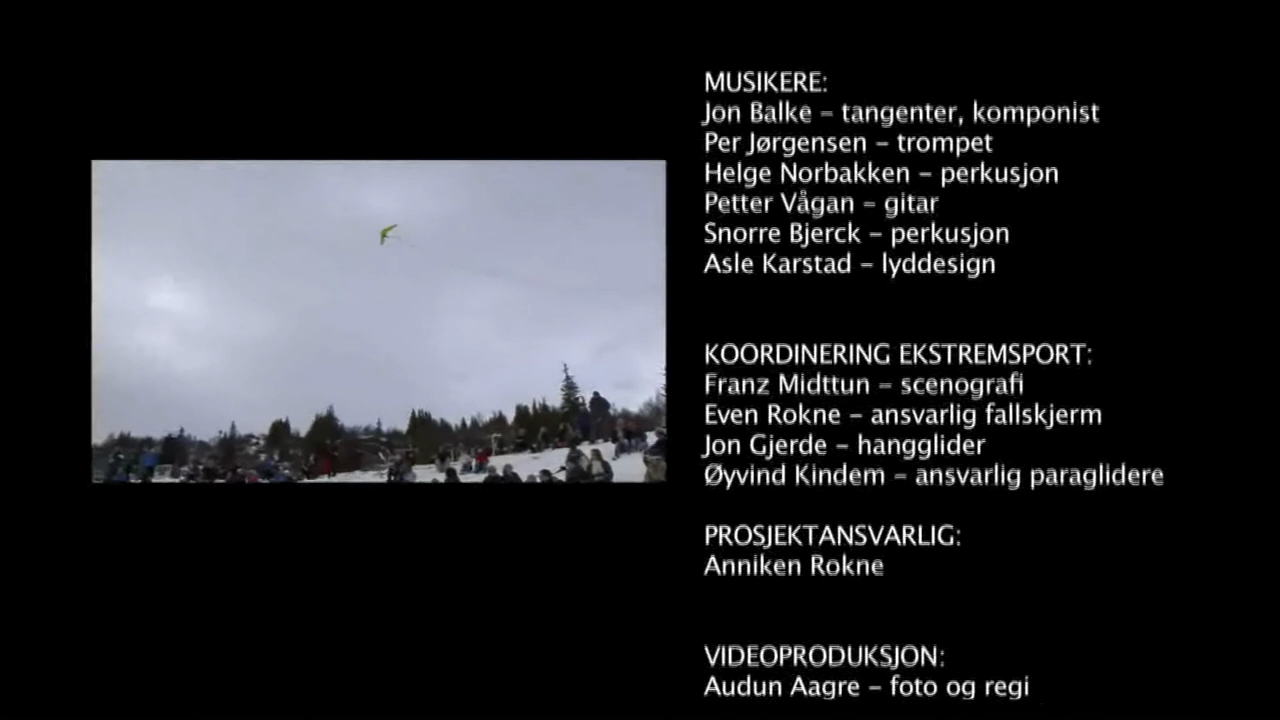 MUSIKERE:
Jon Balke – tangenter, komponist
Per Jørgensen – trompet
Helge Norbakken – perkusjon
Petter Vågan – gitar
Snorre Bjerck – perkusjon
Asle Karstad – lyddesign
KOORDINERING EKSTREMSPORT:
Franz Midttun – scenografi
Even Rokne – ansvarlig fallskjerm
Jon Gjerde – hangglider
Øyvind Kindem – ansvarlig paraglidere
PROSJEKTANSVARLIG:
Anniken Rokne
VIDEOPRODUKSJON:
Audun Aagre – foto og regi